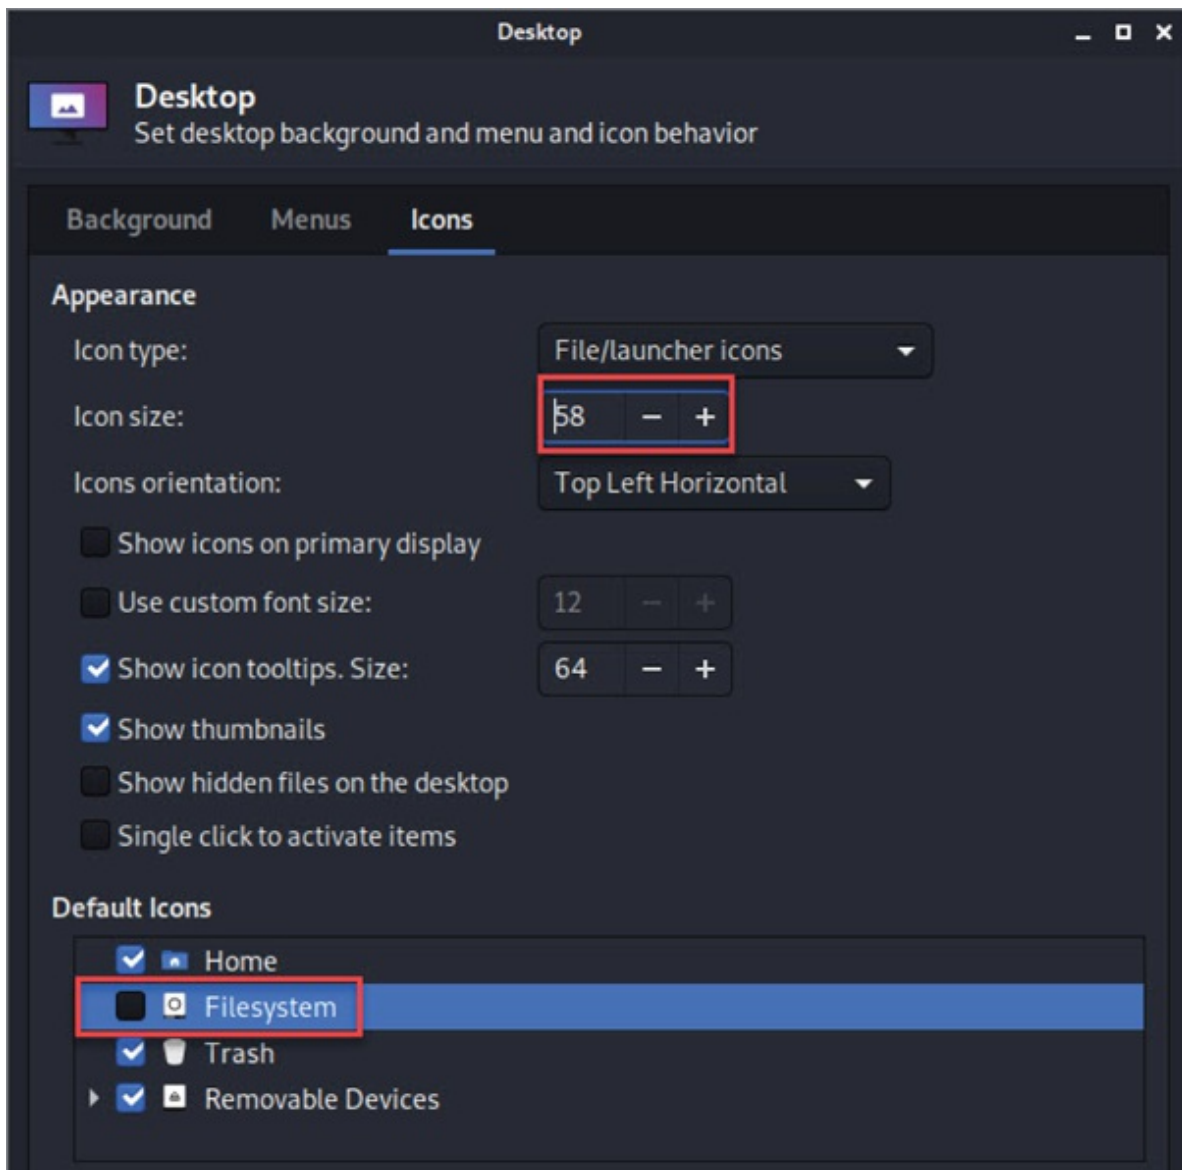 Desktop
Desktop
Set desktop background and menu and icon behavior
Background Menus Icons
Appearance
Icon type: File/launcher icons
Icon size: 58 − +
Icons orientation: Top Left Horizontal
Show icons on primary display
Use custom font size: 12 − +
Show icon tooltips. Size: 64 − +
Show thumbnails
Show hidden files on the desktop
Single click to activate items
Default Icons
Home
Filesystem
Trash
Removable Devices